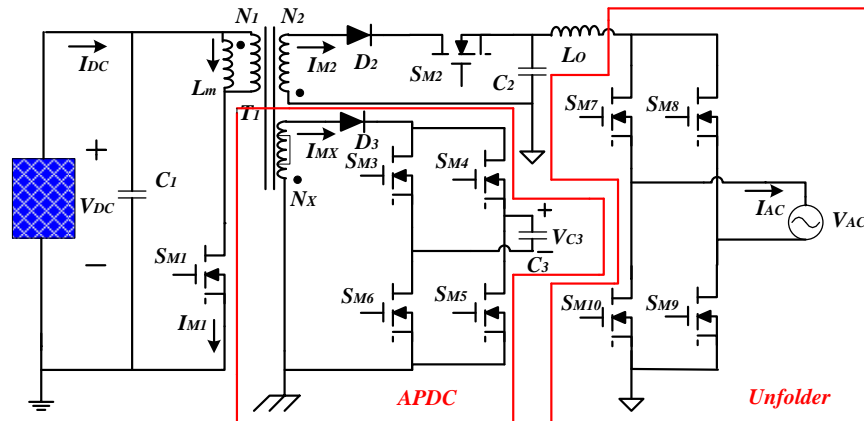 N1 N2
IDC
Lm
IM2
D2
SM2
C2
LO
T1
SM7
SM8
IMX
D3
SM3
SM4
NX
C1
VDC
+
−
+
VC3
−
C3
IAC
VAC
SM1
IM1
SM6
SM5
SM10
SM9
APDC
Unfolder